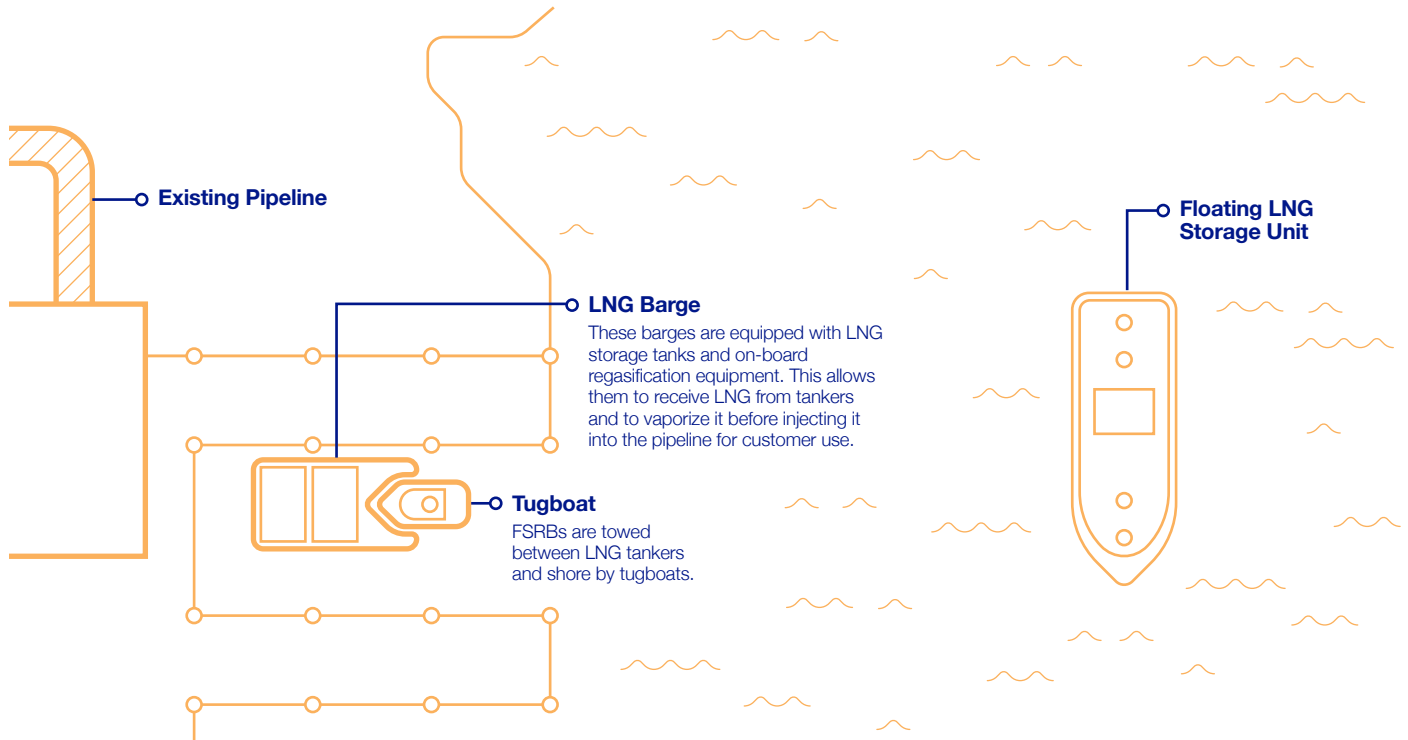 Existing Pipeline
Floating LNG
Storage Unit
LNG Barge
These barges are equipped with LNG
storage tanks and on-board
regasification equipment. This allows
them to receive LNG from tankers
and to vaporize it before injecting it
into the pipeline for customer use.
Tugboat
FSRBs are towed
between LNG tankers
and shore by tugboats.